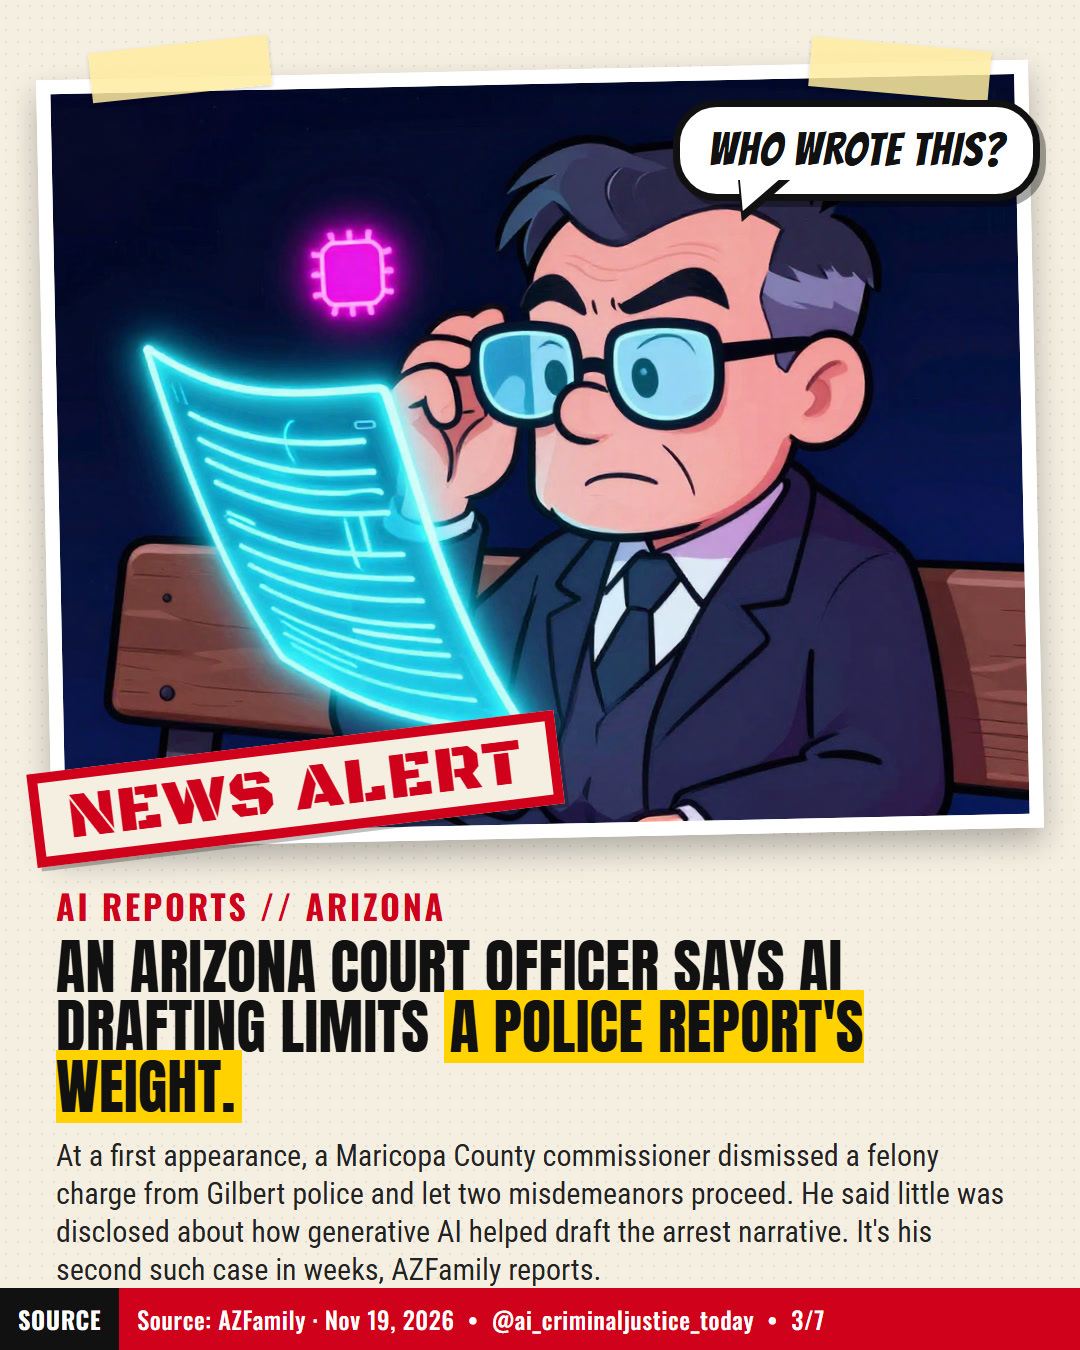 WHO WROTE THIS?
NEWS ALERT
AI REPORTS // ARIZONA
AN ARIZONA COURT OFFICER SAYS AI
DRAFTING LIMITS A POLICE REPORT'S
WEIGHT.
At a first appearance, a Maricopa County commissioner dismissed a felony
charge from Gilbert police and let two misdemeanors proceed. He said little was
disclosed about how generative AI helped draft the arrest narrative. It's his
second such case in weeks, AZFamily reports.
SOURCE Source: AZFamily · Nov 19, 2026 • @ai_criminaljustice_today • 3/7